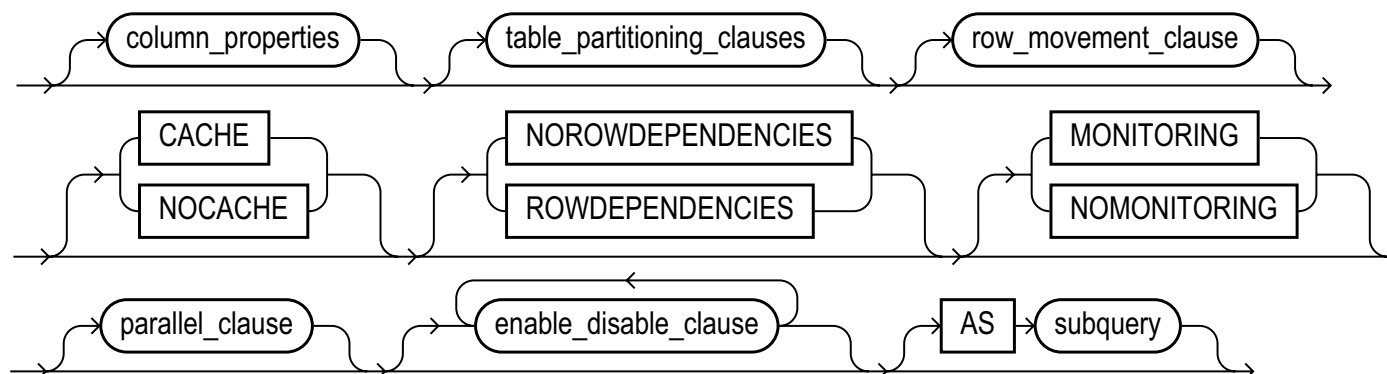 column_properties table_partitioning_clauses row_movement_clause
CACHE NOROWDEPENDENCIES MONITORING
NOCACHE ROWDEPENDENCIES NOMONITORING
parallel_clause enable_disable_clause AS subquery